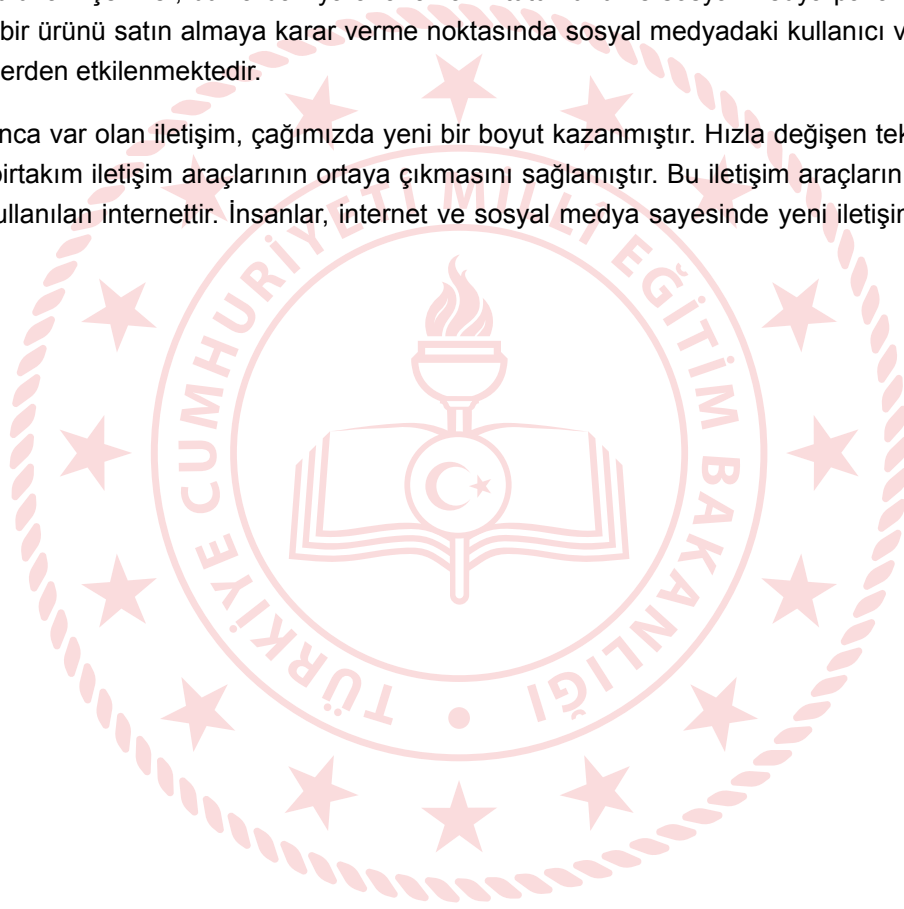 bir ürünü satın almaya karar verme noktasında sosyal medyadaki kullanıcı v
erden etkilenmektedir.
nca var olan iletişim, çağımızda yeni bir boyut kazanmıştır. Hızla değişen tek
birtakım iletişim araçlarının ortaya çıkmasını sağlamıştır. Bu iletişim araçların
ullanılan internettir. İnsanlar, internet ve sosyal medya sayesinde yeni iletişim
TÜRKİYE CUMHURİYETİ MİLLÎ EĞİTİM BAKANLIĞI